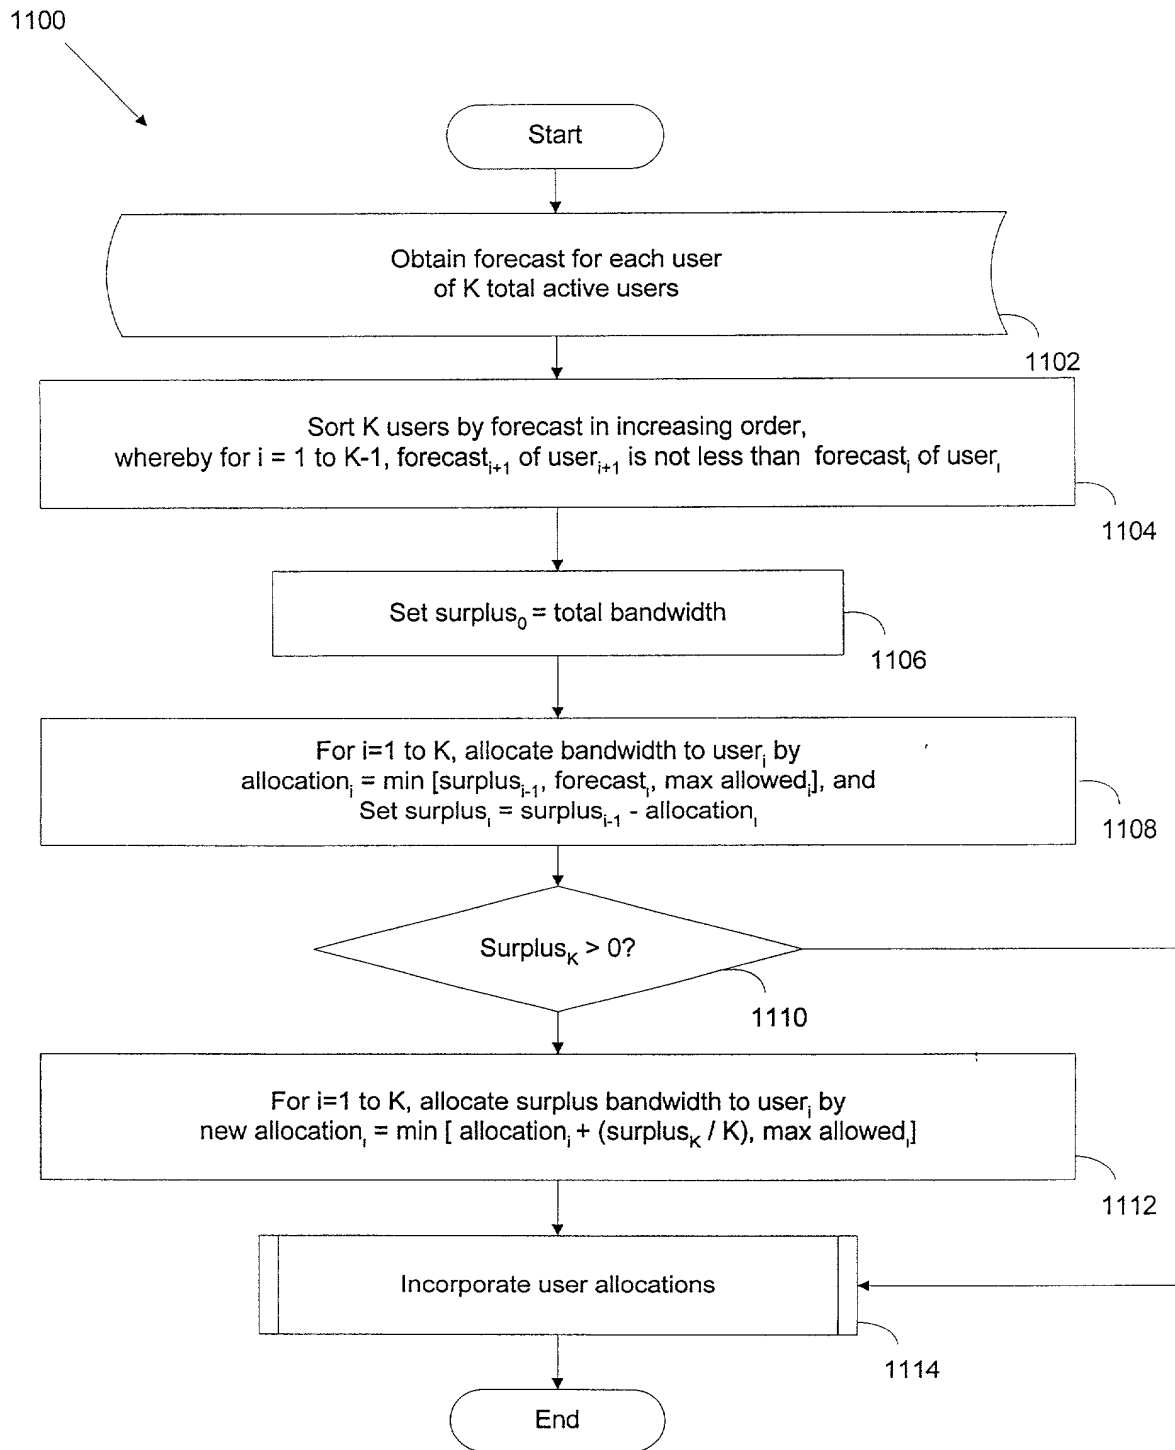 1100
Start
Obtain forecast for each user
of K total active users
1102
Sort K users by forecast in increasing order,
whereby for i = 1 to K-1, forecast_{i+1} of user_{i+1} is not less than forecast_i of user_i
1104
Set surplus_0 = total bandwidth
1106
For i=1 to K, allocate bandwidth to user_i by
allocation_i = min [surplus_{i-1}, forecast_i, max allowed_i], and
Set surplus_i = surplus_{i-1} - allocation_i
1108
Surplus_K > 0?
1110
For i=1 to K, allocate surplus bandwidth to user_i by
new allocation_i = min [ allocation_i + (surplus_K / K), max allowed_i]
1112
Incorporate user allocations
1114
End